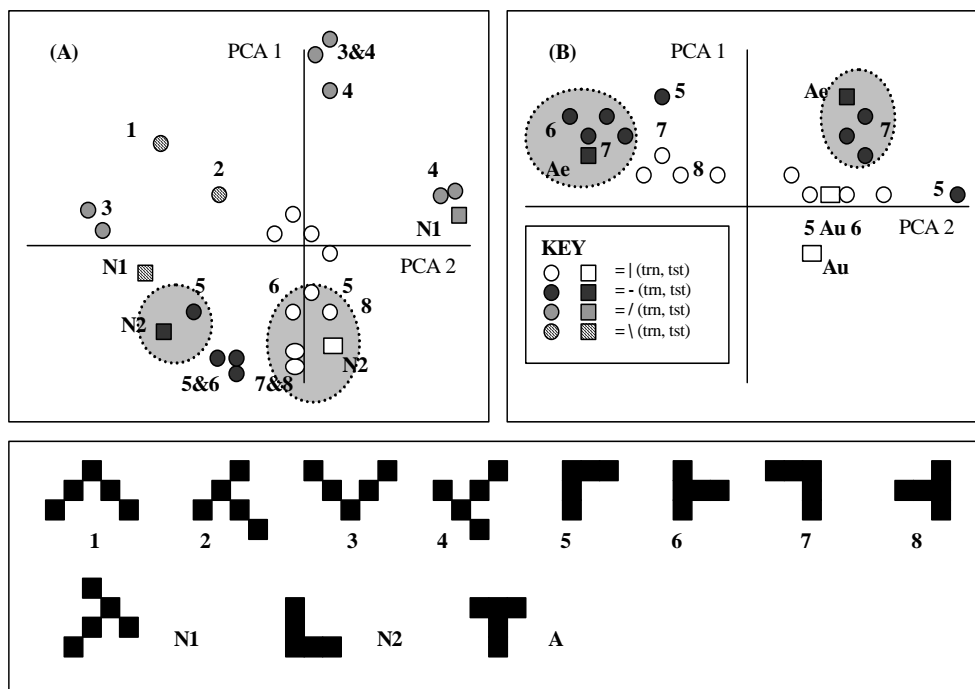 (A)
PCA 1
3&4
4
1
2
4
3
N1
N1
PCA 2
5
6
5
8
N2
N2
5&6
7&8
(B)
PCA 1
Ae
5
6
7
7
7
Ae
8
5
5 Au 6
PCA 2
Au
KEY
= | (trn, tst)
= - (trn, tst)
= / (trn, tst)
= \ (trn, tst)
1 2 3 4 5 6 7 8
N1 N2 A